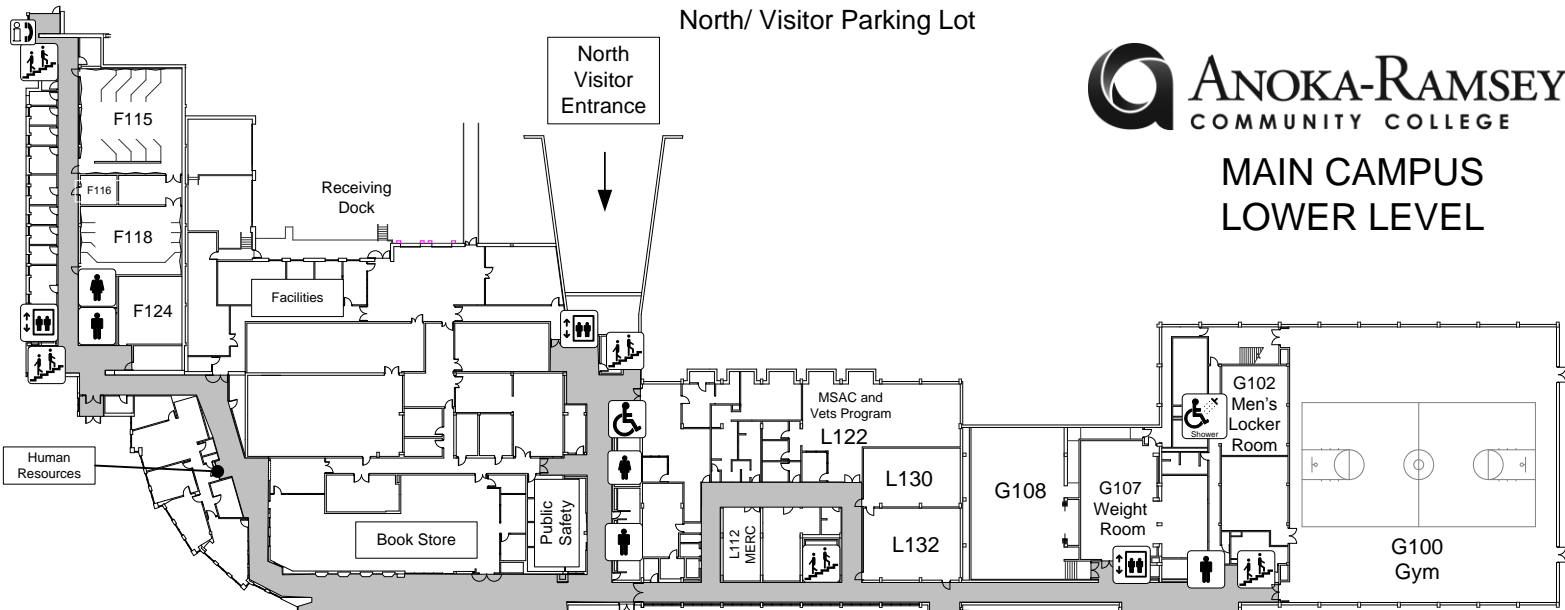 North/ Visitor Parking Lot
North
Visitor
Entrance
ANOKA-RAMSEY
COMMUNITY COLLEGE
MAIN CAMPUS
LOWER LEVEL
F115
F116
F118
F124
Receiving
Dock
Facilities
Human
Resources
Book Store
Public
Safety
MSAC and
Vets Program
L122
L130
L132
L112
MERC
G108
G107
Weight
Room
Shower
G102
Men's
Locker
Room
G100
Gym